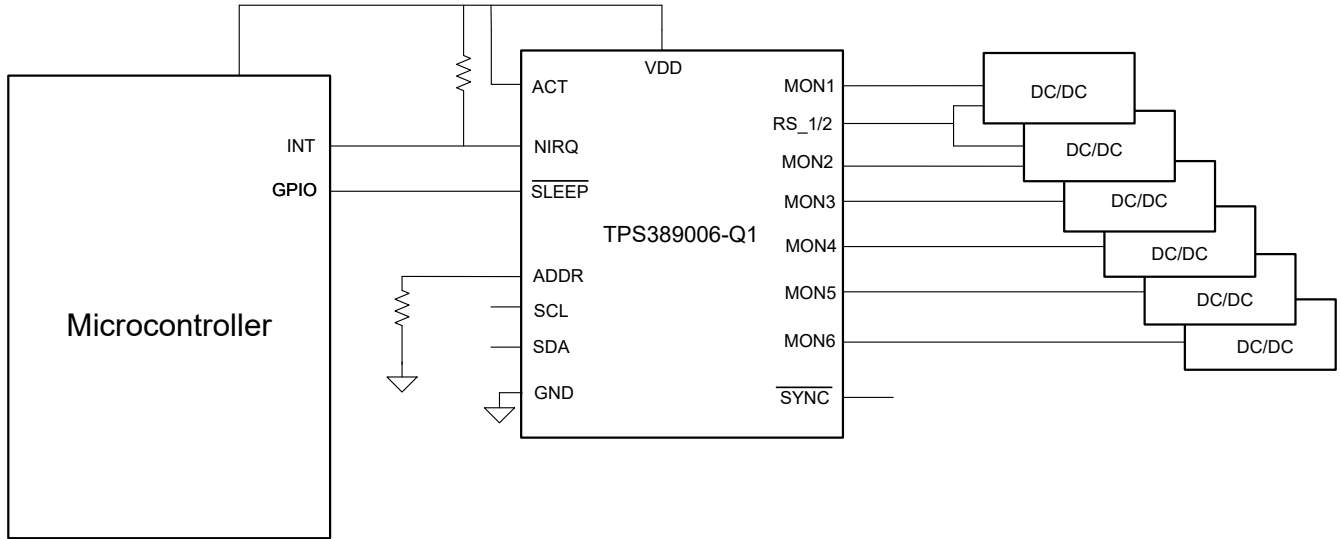 Microcontroller
INT
GPIO
VDD
ACT
NIRQ
SLEEP
ADDR
SCL
SDA
GND
TPS389006-Q1
MON1
RS_1/2
MON2
MON3
MON4
MON5
MON6
SYNC
DC/DC
DC/DC
DC/DC
DC/DC
DC/DC
DC/DC